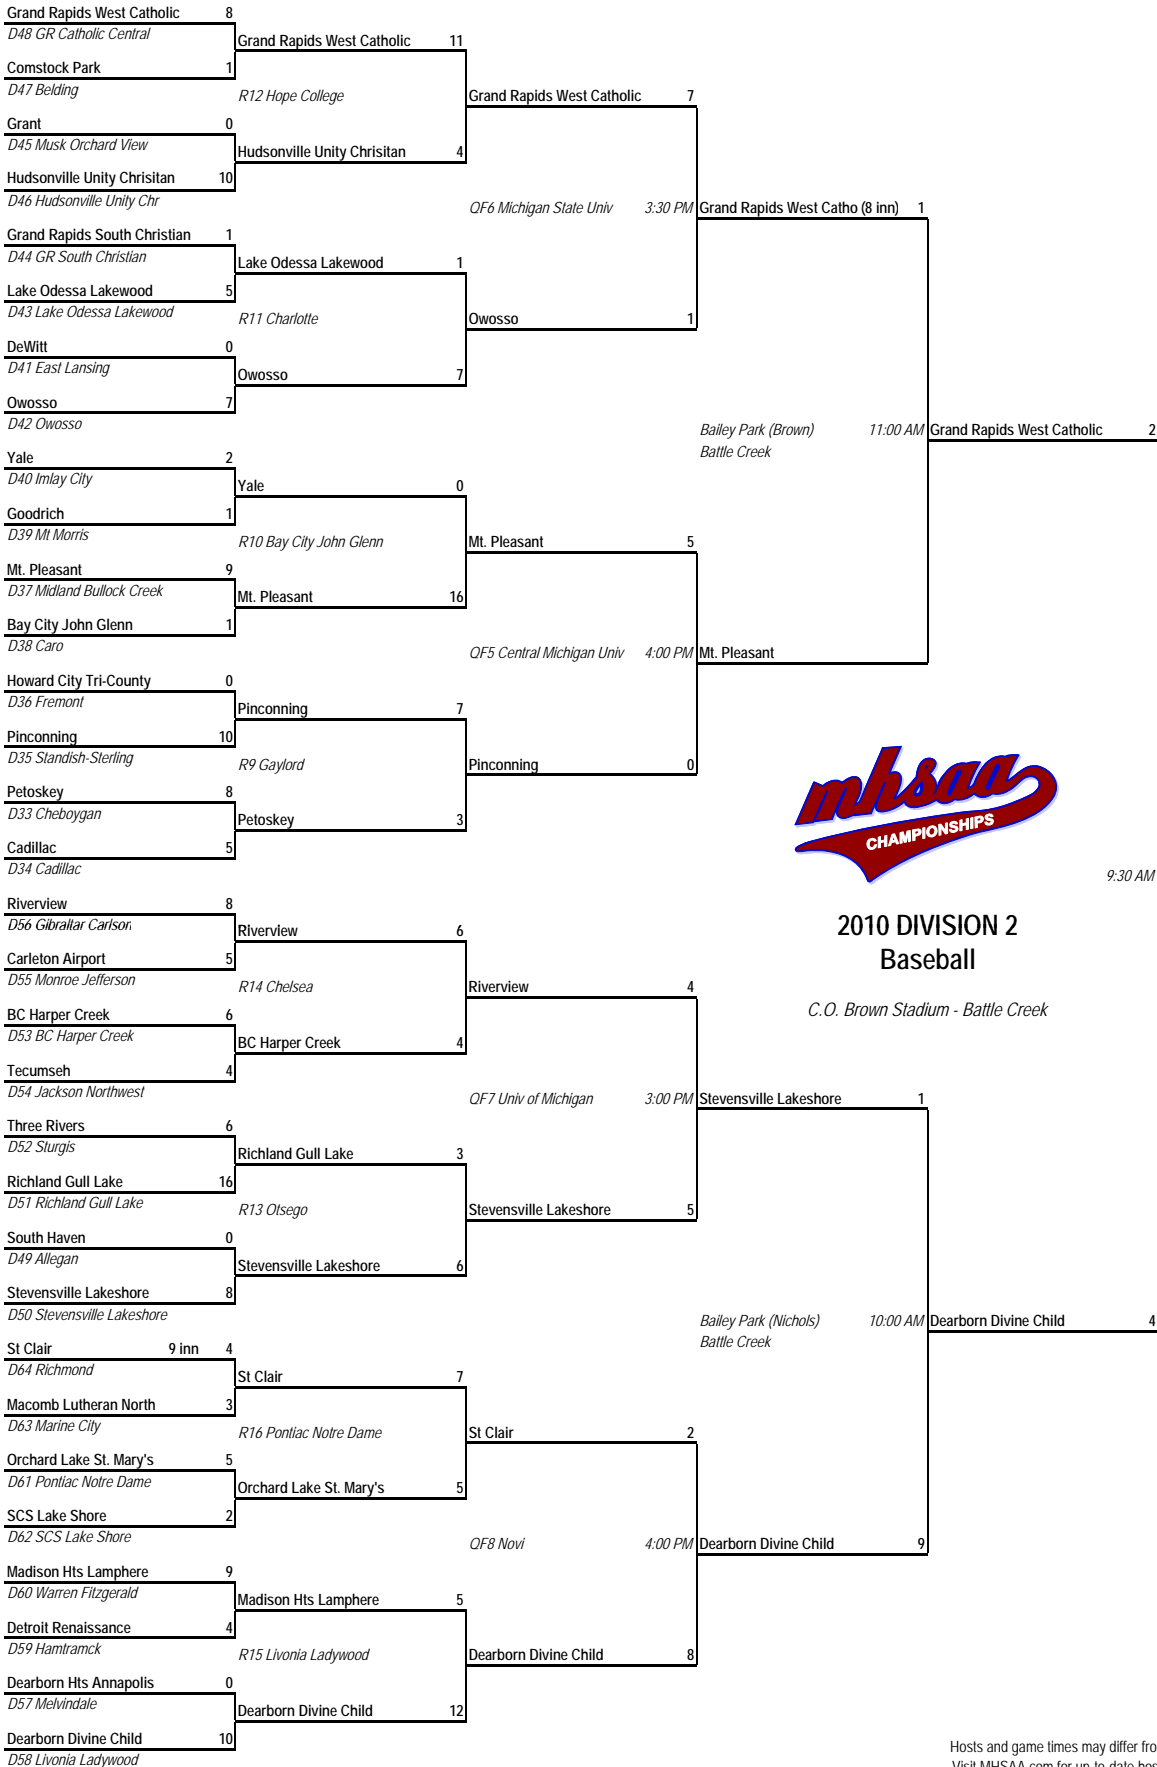 Grand Rapids West Catholic 8
D48 GR Catholic Central
Grand Rapids West Catholic 11
Comstock Park 1
D47 Belding
R12 Hope College
Grand Rapids West Catholic 7
Grant 0
D45 Musk Orchard View
Hudsonville Unity Chrisitan 4
Hudsonville Unity Chrisitan 10
D46 Hudsonville Unity Chr
QF6 Michigan State Univ 3:30 PM
Grand Rapids West Catho (8 inn) 1
Grand Rapids South Christian 1
D44 GR South Christian
Lake Odessa Lakewood 1
Lake Odessa Lakewood 5
D43 Lake Odessa Lakewood
R11 Charlotte
Owosso 1
DeWitt 0
D41 East Lansing
Owosso 7
Owosso 7
D42 Owosso
Bailey Park (Brown) 11:00 AM
Grand Rapids West Catholic 2
Battle Creek
Yale 2
D40 Imlay City
Yale 0
Goodrich 1
D39 Mt Morris
R10 Bay City John Glenn
Mt. Pleasant 5
Mt. Pleasant 9
D37 Midland Bullock Creek
Mt. Pleasant 16
Bay City John Glenn 1
D38 Caro
QF5 Central Michigan Univ 4:00 PM
Mt. Pleasant
Howard City Tri-County 0
D36 Fremont
Pinconning 7
Pinconning 10
D35 Standish-Sterling
R9 Gaylord
Pinconning 0
Petoskey 8
D33 Cheboygan
Petoskey 3
Cadillac 5
D34 Cadillac
mhsaa
CHAMPIONSHIPS
9:30 AM
Riverview 8
D56 Gibraltar Carlson
Riverview 6
2010 DIVISION 2
Baseball
Carleton Airport 5
D55 Monroe Jefferson
R14 Chelsea
Riverview 4
C.O. Brown Stadium - Battle Creek
BC Harper Creek 6
D53 BC Harper Creek
BC Harper Creek 4
Tecumseh 4
D54 Jackson Northwest
QF7 Univ of Michigan 3:00 PM
Stevensville Lakeshore 1
Three Rivers 6
D52 Sturgis
Richland Gull Lake 3
Richland Gull Lake 16
D51 Richland Gull Lake
R13 Otsego
Stevensville Lakeshore 5
South Haven 0
D49 Allegan
Stevensville Lakeshore 6
Stevensville Lakeshore 8
D50 Stevensville Lakeshore
Bailey Park (Nichols) 10:00 AM
Dearborn Divine Child 4
Battle Creek
St Clair 9 inn 4
D64 Richmond
St Clair 7
Macomb Lutheran North 3
D63 Marine City
R16 Pontiac Notre Dame
St Clair 2
Orchard Lake St. Mary's 5
D61 Pontiac Notre Dame
Orchard Lake St. Mary's 5
SCS Lake Shore 2
D62 SCS Lake Shore
QF8 Novi 4:00 PM
Dearborn Divine Child 9
Madison Hts Lamphere 9
D60 Warren Fitzgerald
Madison Hts Lamphere 5
Detroit Renaissance 4
D59 Hamtramck
R15 Livonia Ladywood
Dearborn Divine Child 8
Dearborn Hts Annapolis 0
D57 Melvindale
Dearborn Divine Child 12
Dearborn Divine Child 10
D58 Livonia Ladywood
Hosts and game times may differ fro
Visit MHSAA.com for up-to-date hos